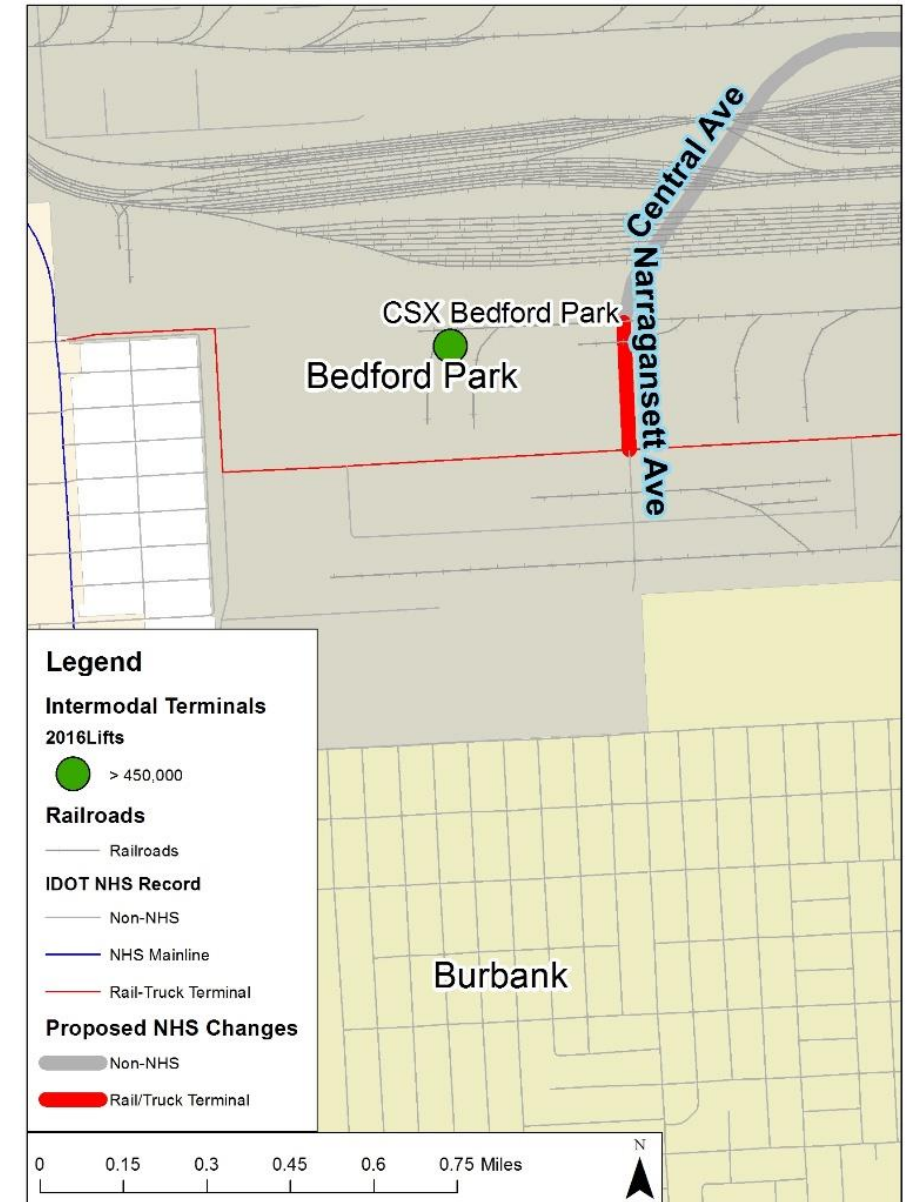 Central Ave
Narragansett Ave
CSX Bedford Park
Bedford Park
Burbank
Legend
Intermodal Terminals
2016Lifts
> 450,000
Railroads
Railroads
IDOT NHS Record
Non-NHS
NHS Mainline
Rail-Truck Terminal
Proposed NHS Changes
Non-NHS
Rail/Truck Terminal
0 0.15 0.3 0.45 0.6 0.75 Miles
N